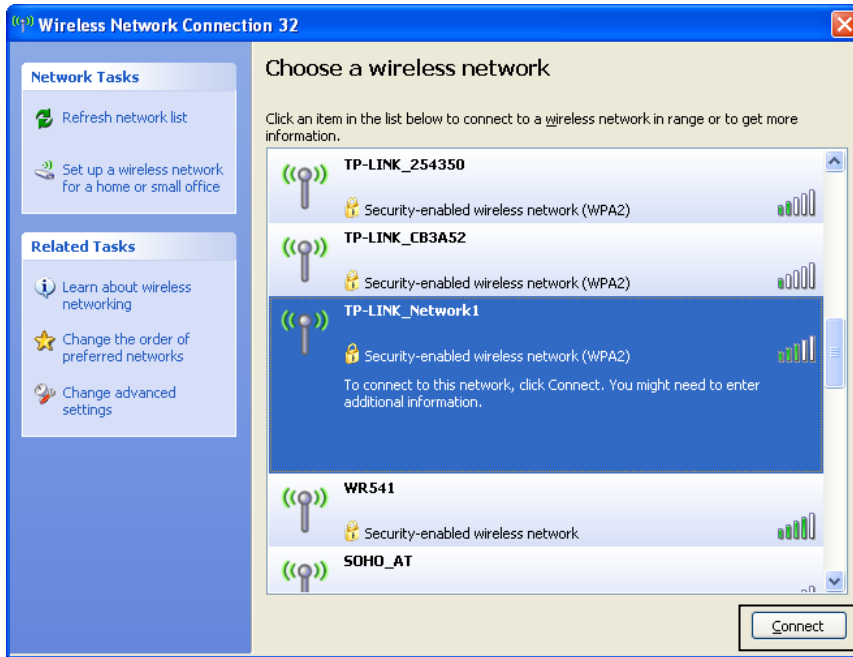 Wireless Network Connection 32
Network Tasks
Refresh network list
Set up a wireless network
for a home or small office
Related Tasks
Learn about wireless
networking
Change the order of
preferred networks
Change advanced
settings
Choose a wireless network
Click an item in the list below to connect to a wireless network in range or to get more
information.
TP-LINK_254350
Security-enabled wireless network (WPA2)
TP-LINK_CB3A52
Security-enabled wireless network (WPA2)
TP-LINK_Network1
Security-enabled wireless network (WPA2)
To connect to this network, click Connect. You might need to enter
additional information.
WR541
Security-enabled wireless network
SOHO_AT
Connect